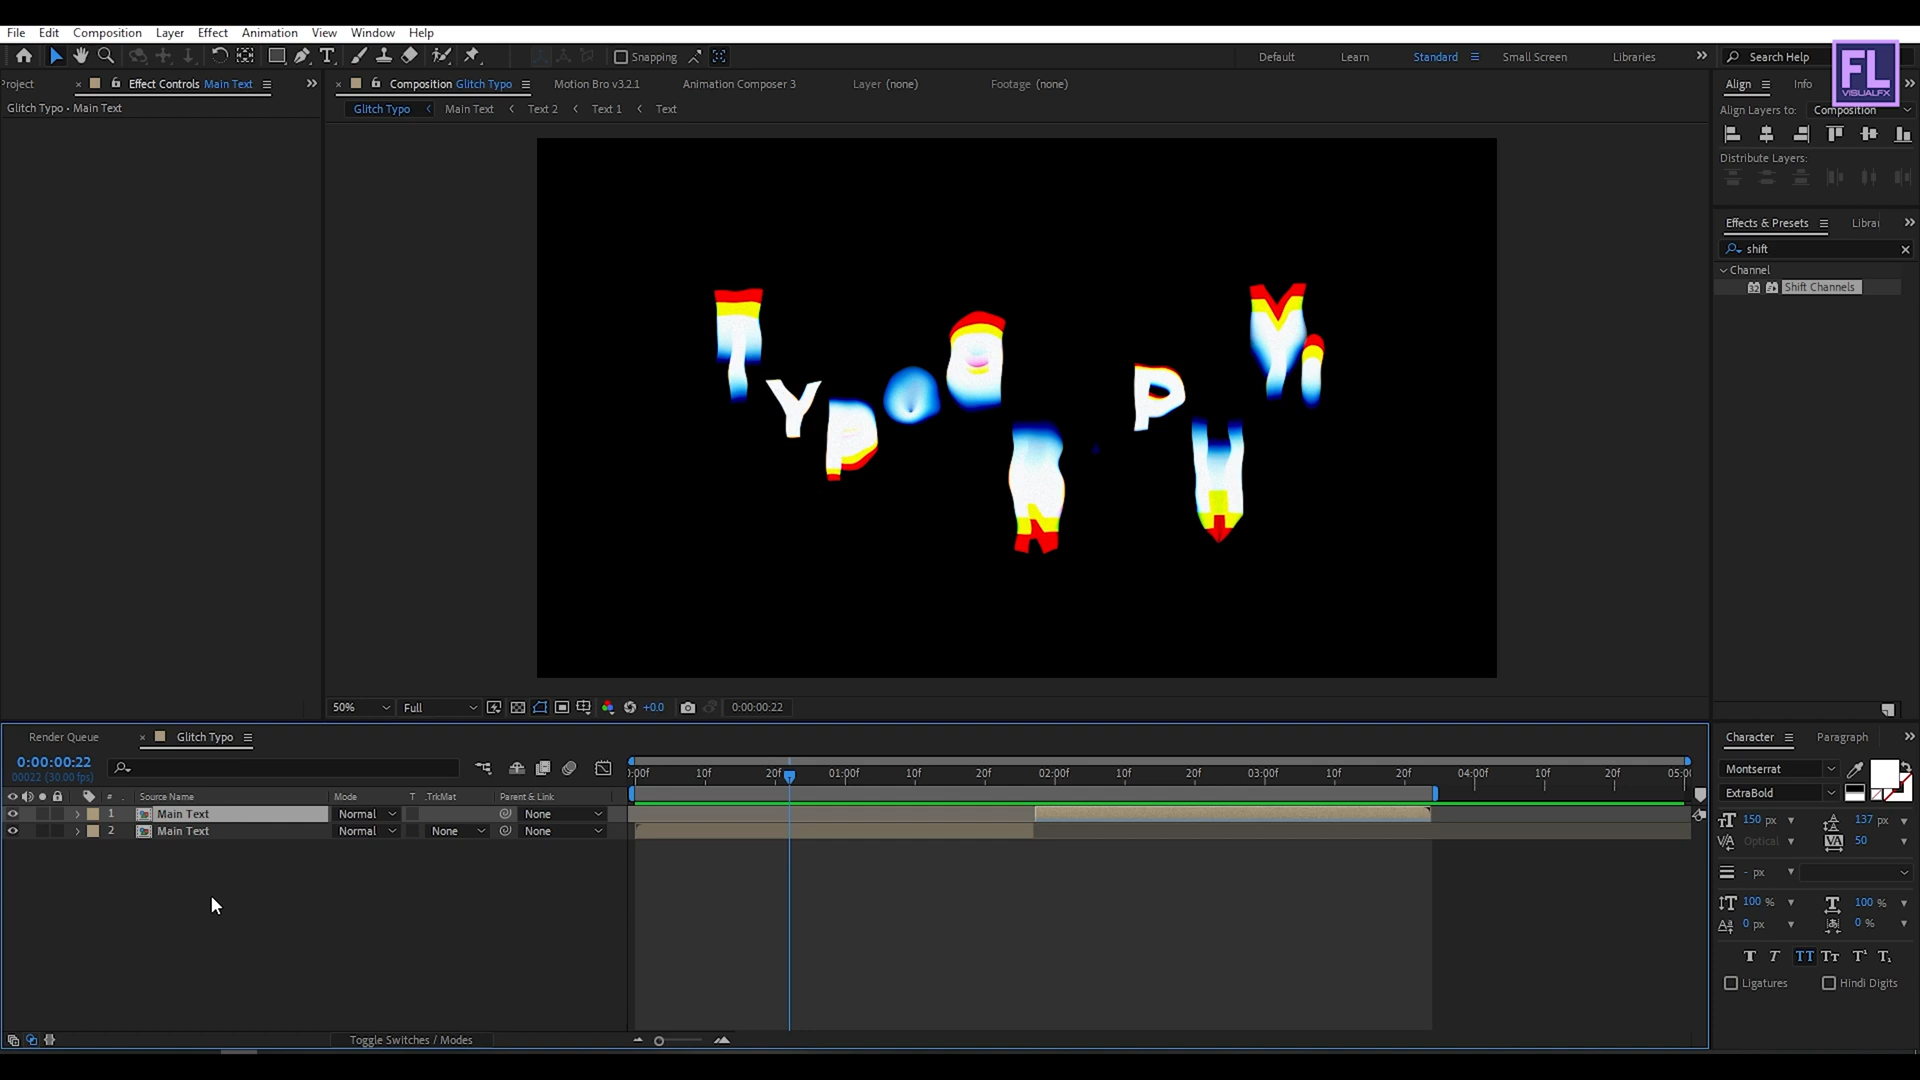 File Edit Composition Layer Effect Animation View Window Help
Snapping Default Learn Standard Small Screen Libraries Search Help
FL
VISUALFX
roject Effect Controls Main Text
Glitch Typo • Main Text
Composition Glitch Typo Motion Bro v3.2.1 Animation Composer 3 Layer (none) Footage (none)
Glitch Typo Main Text Text 2 Text 1 Text
Align Info
Align Layers to: Composition
Distribute Layers:
Effects & Presets Librai
shift
Channel
32 Shift Channels
T Y P O G N P U Y
50% Full +0.0 0:00:00:22
Render Queue Glitch Typo
0:00:00:22
00022 (30.00 fps)
):00f 10f 20f 01:00f 10f 20f 02:00f 10f 20f 03:00f 10f 20f 04:00f 10f 20f 05:0
# Source Name Mode T .TrkMat Parent & Link
1 Main Text Normal None
2 Main Text Normal None None
Toggle Switches / Modes
Character Paragraph
Montserrat
ExtraBold
150 px 137 px
Optical 50
- px
100 % 100 %
0 px 0 %
T T TT Tт T¹ T₁
Ligatures Hindi Digits